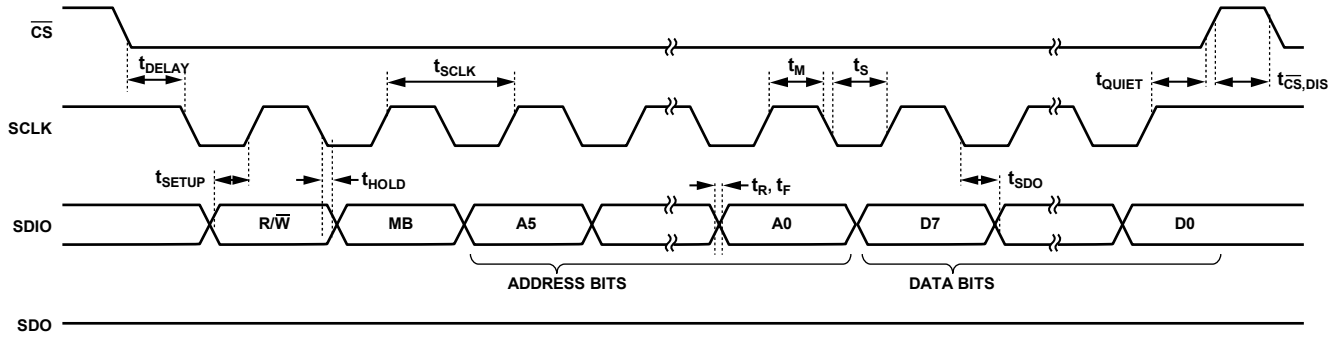 CS
tDELAY
tSCLK
tM
tS
tQUIET
tCS,DIS
SCLK
tSETUP
tHOLD
tR, tF
tSDO
SDIO
R/W
MB
A5
A0
D7
D0
ADDRESS BITS
DATA BITS
SDO